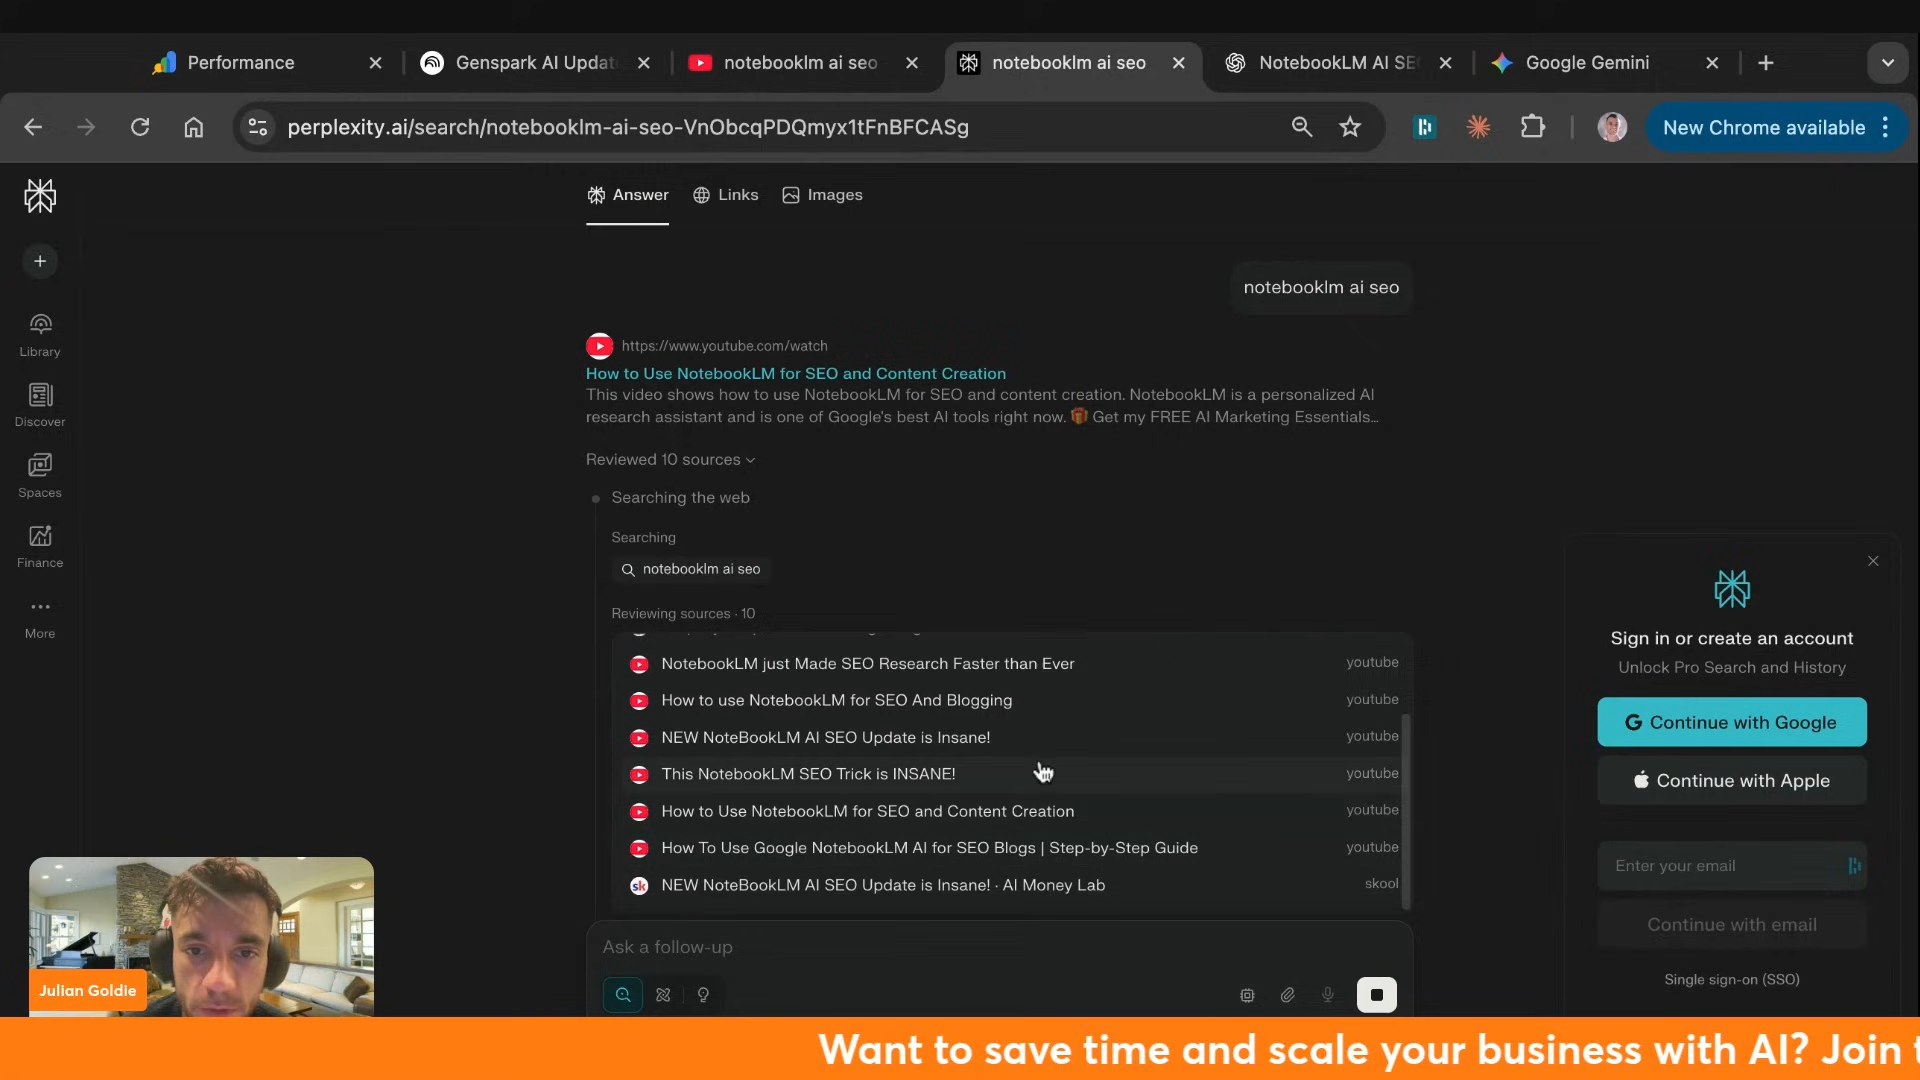 Performance
Genspark AI Updat
notebooklm ai seo
notebooklm ai seo
NotebookLM AI SE
Google Gemini
perplexity.ai/search/notebooklm-ai-seo-VnObcqPDQmyx1tFnBFCASg
New Chrome available
Answer
Links
Images
Library
Discover
Spaces
Finance
More
notebooklm ai seo
https://www.youtube.com/watch
How to Use NotebookLM for SEO and Content Creation
This video shows how to use NotebookLM for SEO and content creation. NotebookLM is a personalized AI
research assistant and is one of Google's best AI tools right now. 🎁 Get my FREE AI Marketing Essentials...
Reviewed 10 sources
Searching the web
Searching
notebooklm ai seo
Reviewing sources · 10
NotebookLM just Made SEO Research Faster than Ever youtube
How to use NotebookLM for SEO And Blogging youtube
NEW NoteBookLM AI SEO Update is Insane! youtube
This NotebookLM SEO Trick is INSANE! youtube
How to Use NotebookLM for SEO and Content Creation youtube
How To Use Google NotebookLM AI for SEO Blogs | Step-by-Step Guide youtube
sk NEW NoteBookLM AI SEO Update is Insane! · AI Money Lab skool
Ask a follow-up
Sign in or create an account
Unlock Pro Search and History
G Continue with Google
Continue with Apple
Enter your email
Continue with email
Single sign-on (SSO)
Julian Goldie
Want to save time and scale your business with AI? Join t